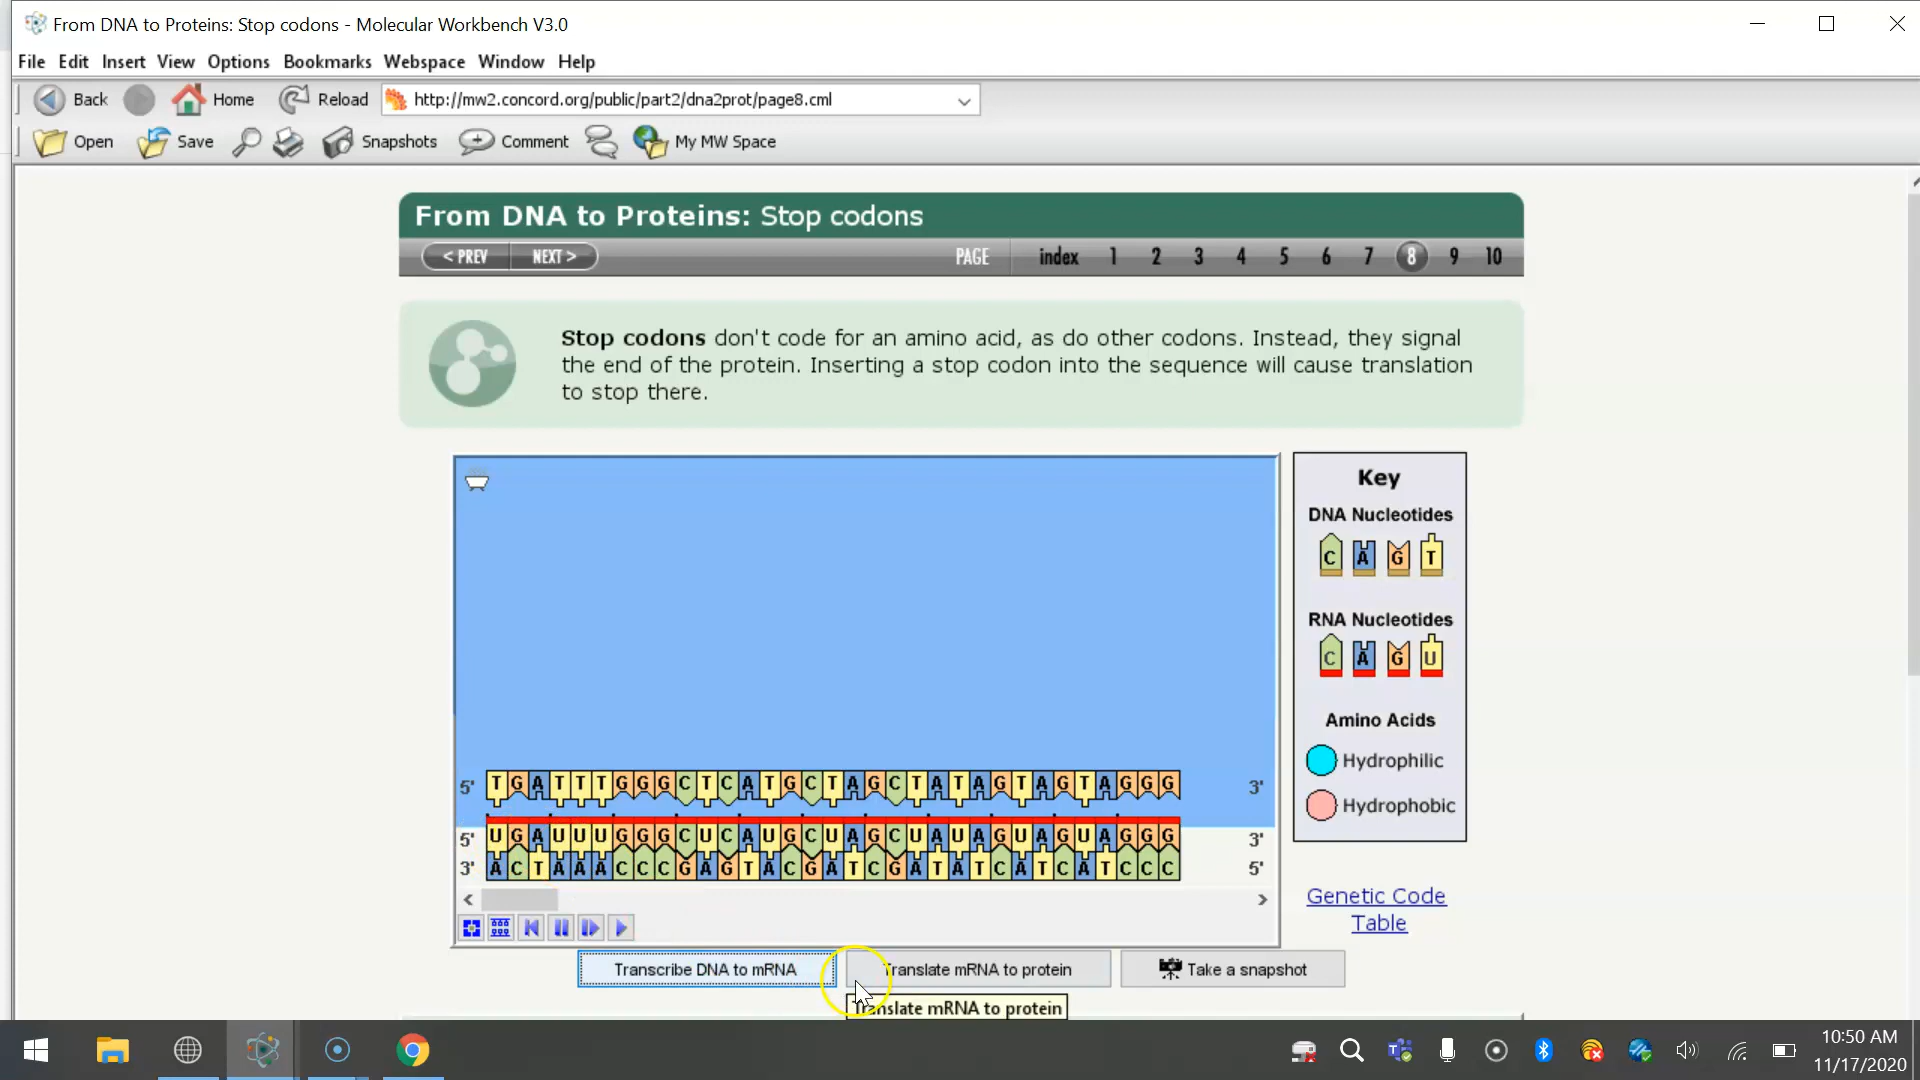 From DNA to Proteins: Stop codons - Molecular Workbench V3.0
File Edit Insert View Options Bookmarks Webspace Window Help
Back Home Reload http://mw2.concord.org/public/part2/dna2prot/page8.cml
Open Save Snapshots Comment My MW Space
From DNA to Proteins: Stop codons
< PREV NEXT > PAGE index 1 2 3 4 5 6 7 8 9 10
Stop codons don't code for an amino acid, as do other codons. Instead, they signal
the end of the protein. Inserting a stop codon into the sequence will cause translation
to stop there.
Key
DNA Nucleotides
C A G T
RNA Nucleotides
C A G U
Amino Acids
Hydrophilic
Hydrophobic
5' T G A T T T G G G C T C A T G C T A G C T A T A G T A G T A G G G 3'
5' U G A U U U G G G C U C A U G C U A G C U A U A G U A G U A G G G 3'
3' A C T A A A C C C G A G T A C G A T C G A T A T C A T C A T C C C 5'
Genetic Code
Table
Transcribe DNA to mRNA Translate mRNA to protein Take a snapshot
Translate mRNA to protein
10:50 AM
11/17/2020